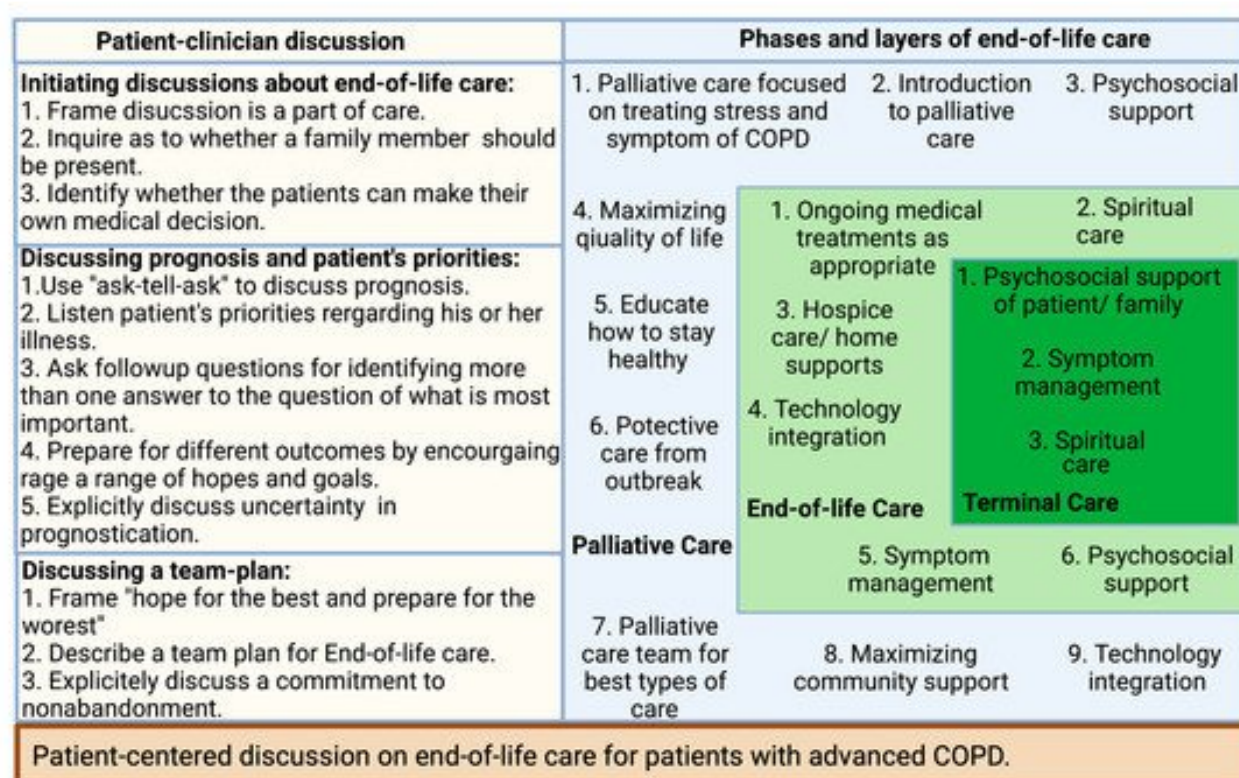 Patient-clinician discussion
Initiating discussions about end-of-life care:
1. Frame disucssion is a part of care.
2. Inquire as to whether a family member should
be present.
3. Identify whether the patients can make their
own medical decision.
Discussing prognosis and patient's priorities:
1.Use "ask-tell-ask" to discuss prognosis.
2. Listen patient's priorities rergarding his or her
illness.
3. Ask followup questions for identifying more
than one answer to the question of what is most
important.
4. Prepare for different outcomes by encourgaing
rage a range of hopes and goals.
5. Explicitly discuss uncertainty in
prognostication.
Discussing a team-plan:
1. Frame "hope for the best and prepare for the
worest"
2. Describe a team plan for End-of-life care.
3. Explicitely discuss a commitment to
nonabandonment.
Phases and layers of end-of-life care
1. Palliative care focused
on treating stress and
symptom of COPD
2. Introduction
to palliative
care
3. Psychosocial
support
4. Maximizing
qiuality of life
5. Educate
how to stay
healthy
6. Potective
care from
outbreak
Palliative Care
7. Palliative
care team for
best types of
care
8. Maximizing
community support
9. Technology
integration
1. Ongoing medical
treatments as
appropriate
2. Spiritual
care
3. Hospice
care/ home
supports
4. Technology
integration
End-of-life Care
5. Symptom
management
6. Psychosocial
support
1. Psychosocial support
of patient/ family
2. Symptom
management
3. Spiritual
care
Terminal Care
Patient-centered discussion on end-of-life care for patients with advanced COPD.